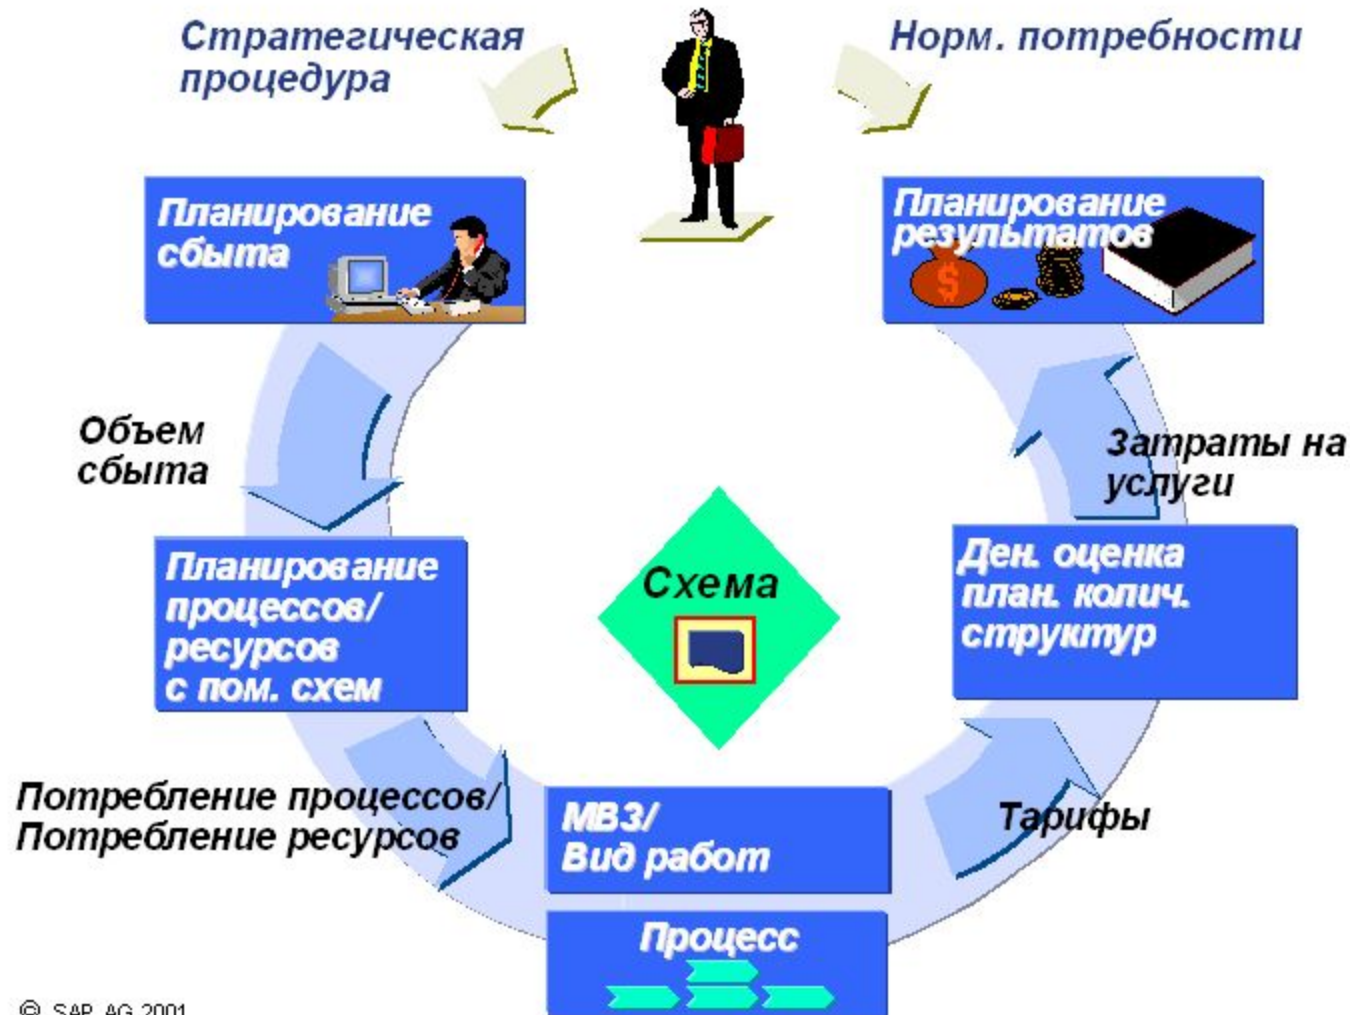 Стратегическая
процедура
Норм. потребности
Планирование
сбыта
Планирование
результатов
$
Объем
сбыта
Затраты на
услуги
Схема
Планирование
процессов/
ресурсов
с пом. схем
Ден. оценка
план. колич.
структур
Потребление процессов/
Потребление ресурсов
МВЗ/
Вид работ
Тарифы
Процесс
© SAP AG 2001